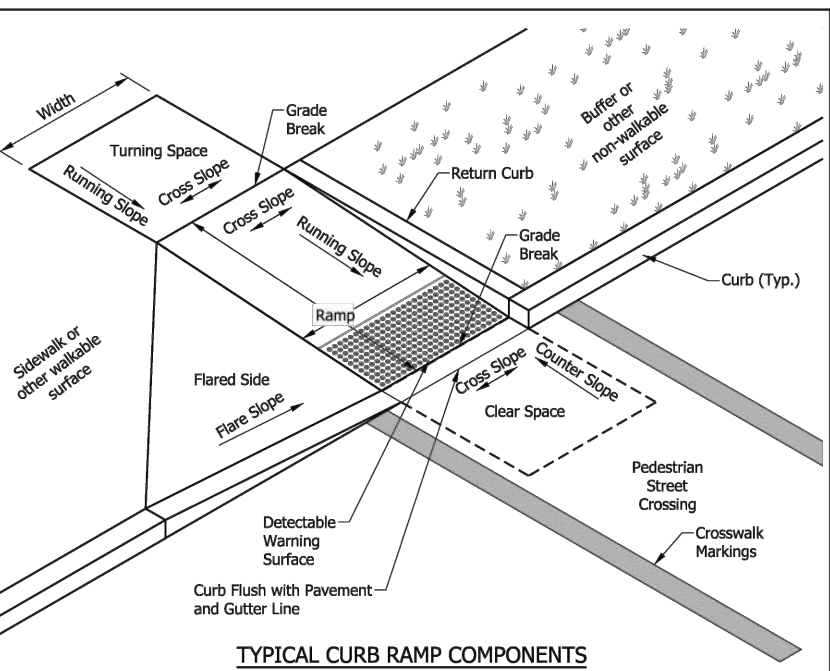 Width
Turning Space
Running Slope
Cross Slope
Grade
Break
Cross Slope
Running Slope
Return Curb
Buffer or
other
non-walkable
surface
Grade
Break
Curb (Typ.)
Ramp
Sidewalk or
other walkable
surface
Flared Side
Flare Slope
Cross Slope
Counter Slope
Clear Space
Pedestrian
Street
Crossing
Crosswalk
Markings
Detectable
Warning
Surface
Curb Flush with Pavement
and Gutter Line
TYPICAL CURB RAMP COMPONENTS